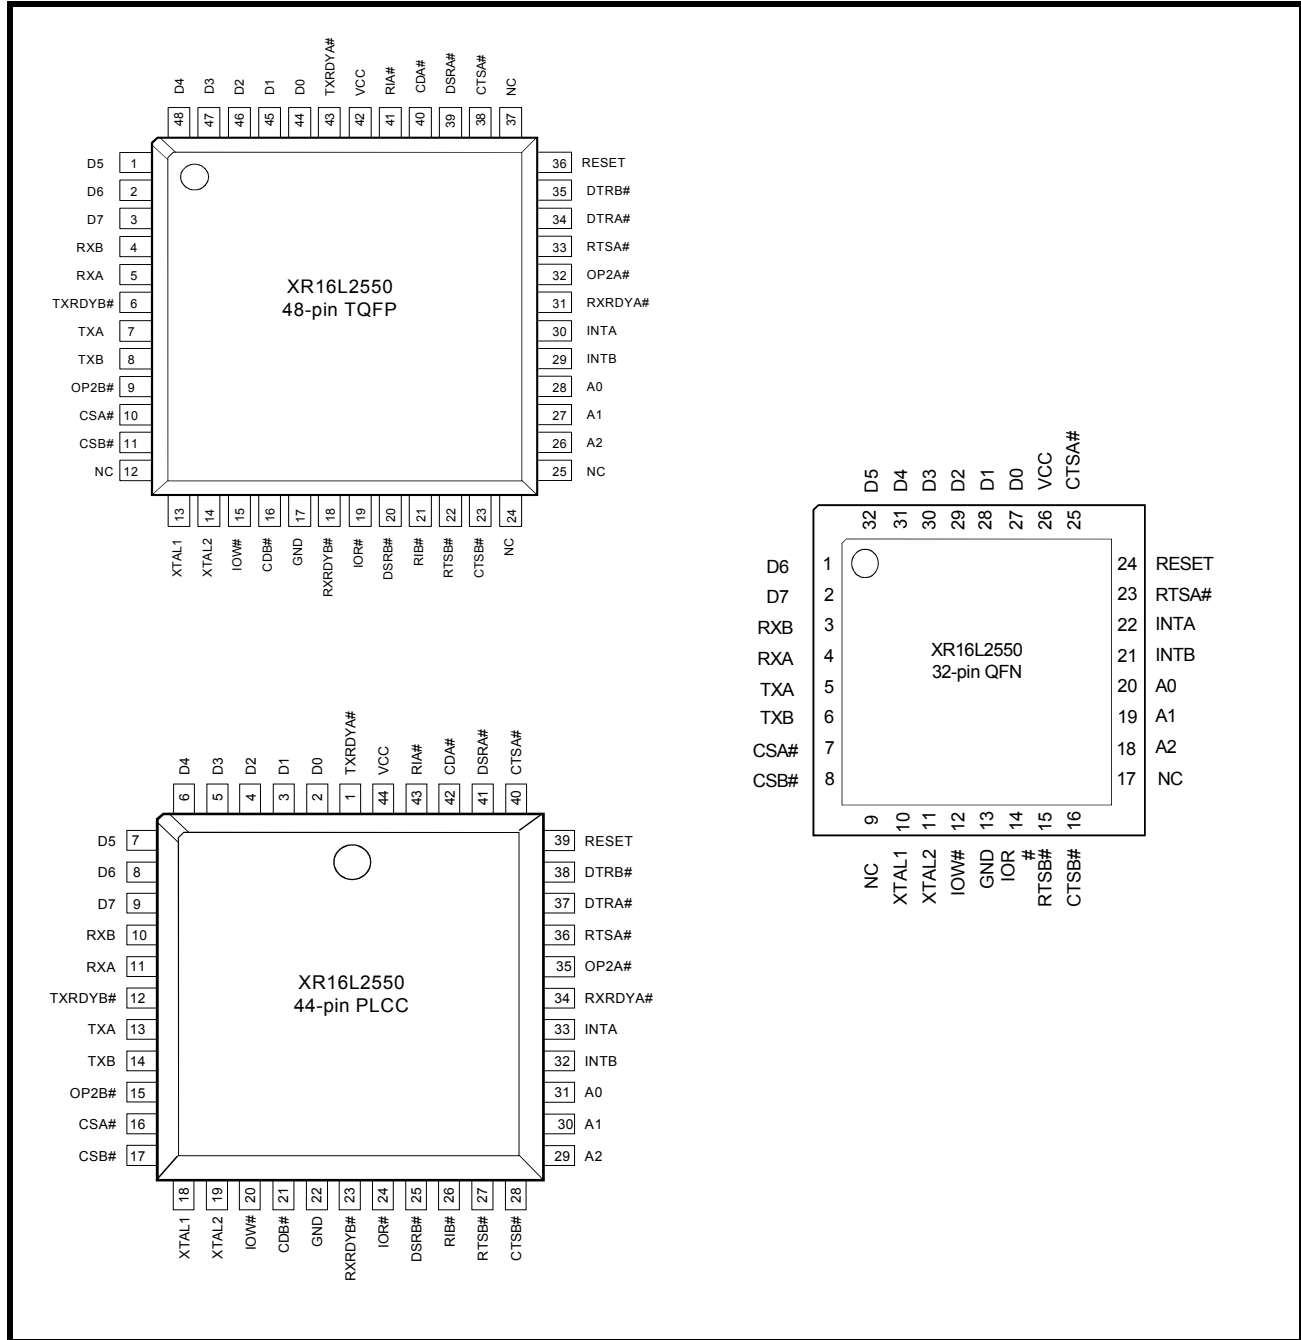 D4 D3 D2 D1 D0 TXRDYA# VCC RIA# CDA# DSRA# CTSA# NC
48 47 46 45 44 43 42 41 40 39 38 37
D5 1 36 RESET
D6 2 35 DTRB#
D7 3 34 DTRA#
RXB 4 33 RTSA#
RXA 5 32 OP2A#
TXRDYB# 6 31 RXRDYA#
TXA 7 30 INTA
TXB 8 29 INTB
OP2B# 9 28 A0
CSA# 10 27 A1
CSB# 11 26 A2
NC 12 25 NC
XR16L2550
48-pin TQFP
13 14 15 16 17 18 19 20 21 22 23 24
XTAL1 XTAL2 IOW# CDB# GND RXRDYB# IOR# DSRB# RIB# RTSB# CTSB# NC
D5 D4 D3 D2 D1 D0 VCC CTSA#
32 31 30 29 28 27 26 25
D6 1 24 RESET
D7 2 23 RTSA#
RXB 3 22 INTA
RXA 4 21 INTB
TXA 5 20 A0
TXB 6 19 A1
CSA# 7 18 A2
CSB# 8 17 NC
XR16L2550
32-pin QFN
9 10 11 12 13 14 15 16
NC XTAL1 XTAL2 IOW# GND IOR # RTSB# CTSB#
D4 D3 D2 D1 D0 TXRDYA# VCC RIA# CDA# DSRA# CTSA#
6 5 4 3 2 1 44 43 42 41 40
D5 7 39 RESET
D6 8 38 DTRB#
D7 9 37 DTRA#
RXB 10 36 RTSA#
RXA 11 35 OP2A#
TXRDYB# 12 34 RXRDYA#
TXA 13 33 INTA
TXB 14 32 INTB
OP2B# 15 31 A0
CSA# 16 30 A1
CSB# 17 29 A2
XR16L2550
44-pin PLCC
18 19 20 21 22 23 24 25 26 27 28
XTAL1 XTAL2 IOW# CDB# GND RXRDYB# IOR# DSRB# RIB# RTSB# CTSB#